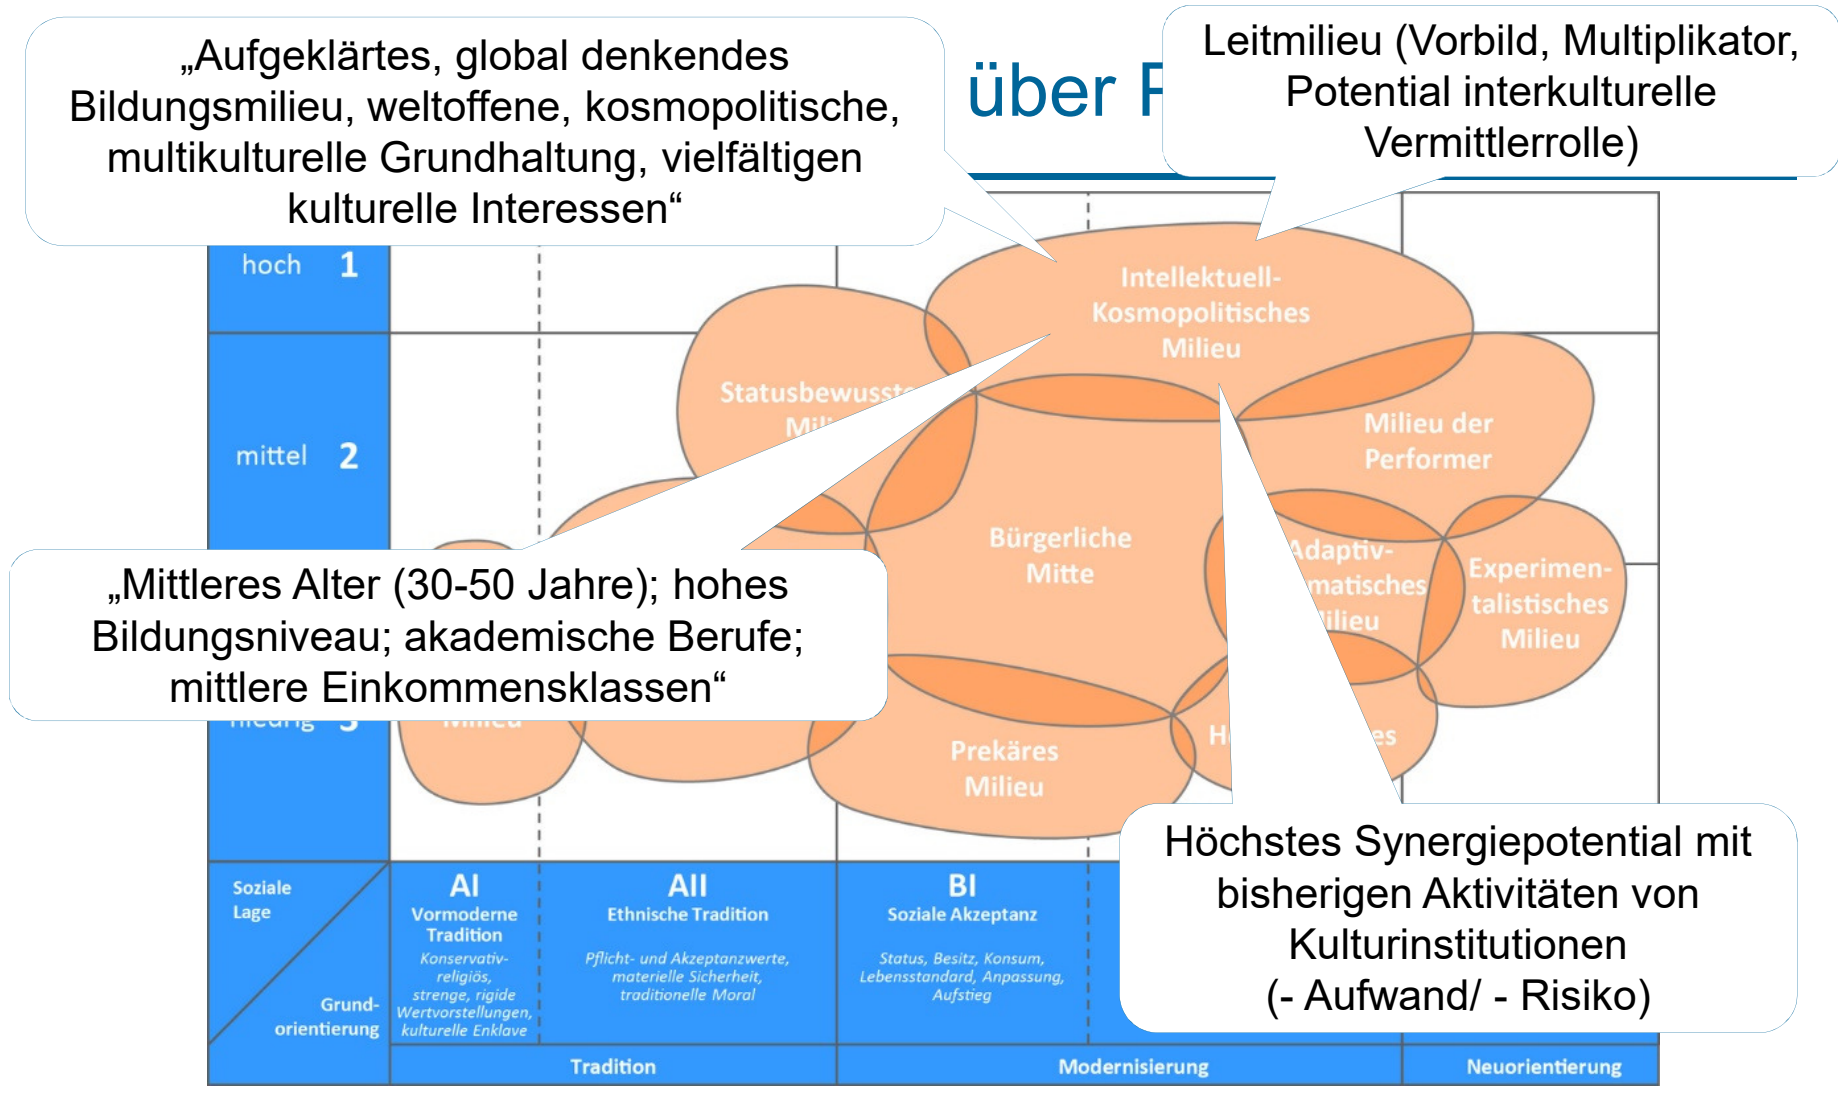 „Aufgeklärtes, global denkendes
Bildungsmilieu, weltoffene, kosmopolitische,
multikulturelle Grundhaltung, vielfältigen
kulturelle Interessen“
über
Leitmilieu (Vorbild, Multiplikator,
Potential interkulturelle
Vermittlerrolle)
hoch 1
Intellektuell-
Kosmopolitisches
Milieu
mittel 2
Milieu der
Performer
Bürgerliche
Mitte
Adaptiv-
Experimen-
talistisches
Milieu
„Mittleres Alter (30-50 Jahre); hohes
Bildungsniveau; akademische Berufe;
mittlere Einkommensklassen“
niedrig 3
Milieu
Prekäres
Milieu
Höchstes Synergiepotential mit
bisherigen Aktivitäten von
Kulturinstitutionen
(- Aufwand/ - Risiko)
Soziale
Lage
Grund-
orientierung
AI
Vormoderne
Tradition
Konservativ-
religiös,
strenge, rigide
Wertvorstellungen,
kulturelle Enklave
AII
Ethnische Tradition
Pflicht- und Akzeptanzwerte,
materielle Sicherheit,
traditionelle Moral
BI
Soziale Akzeptanz
Status, Besitz, Konsum,
Lebensstandard, Anpassung,
Aufstieg
Tradition
Modernisierung
Neuorientierung